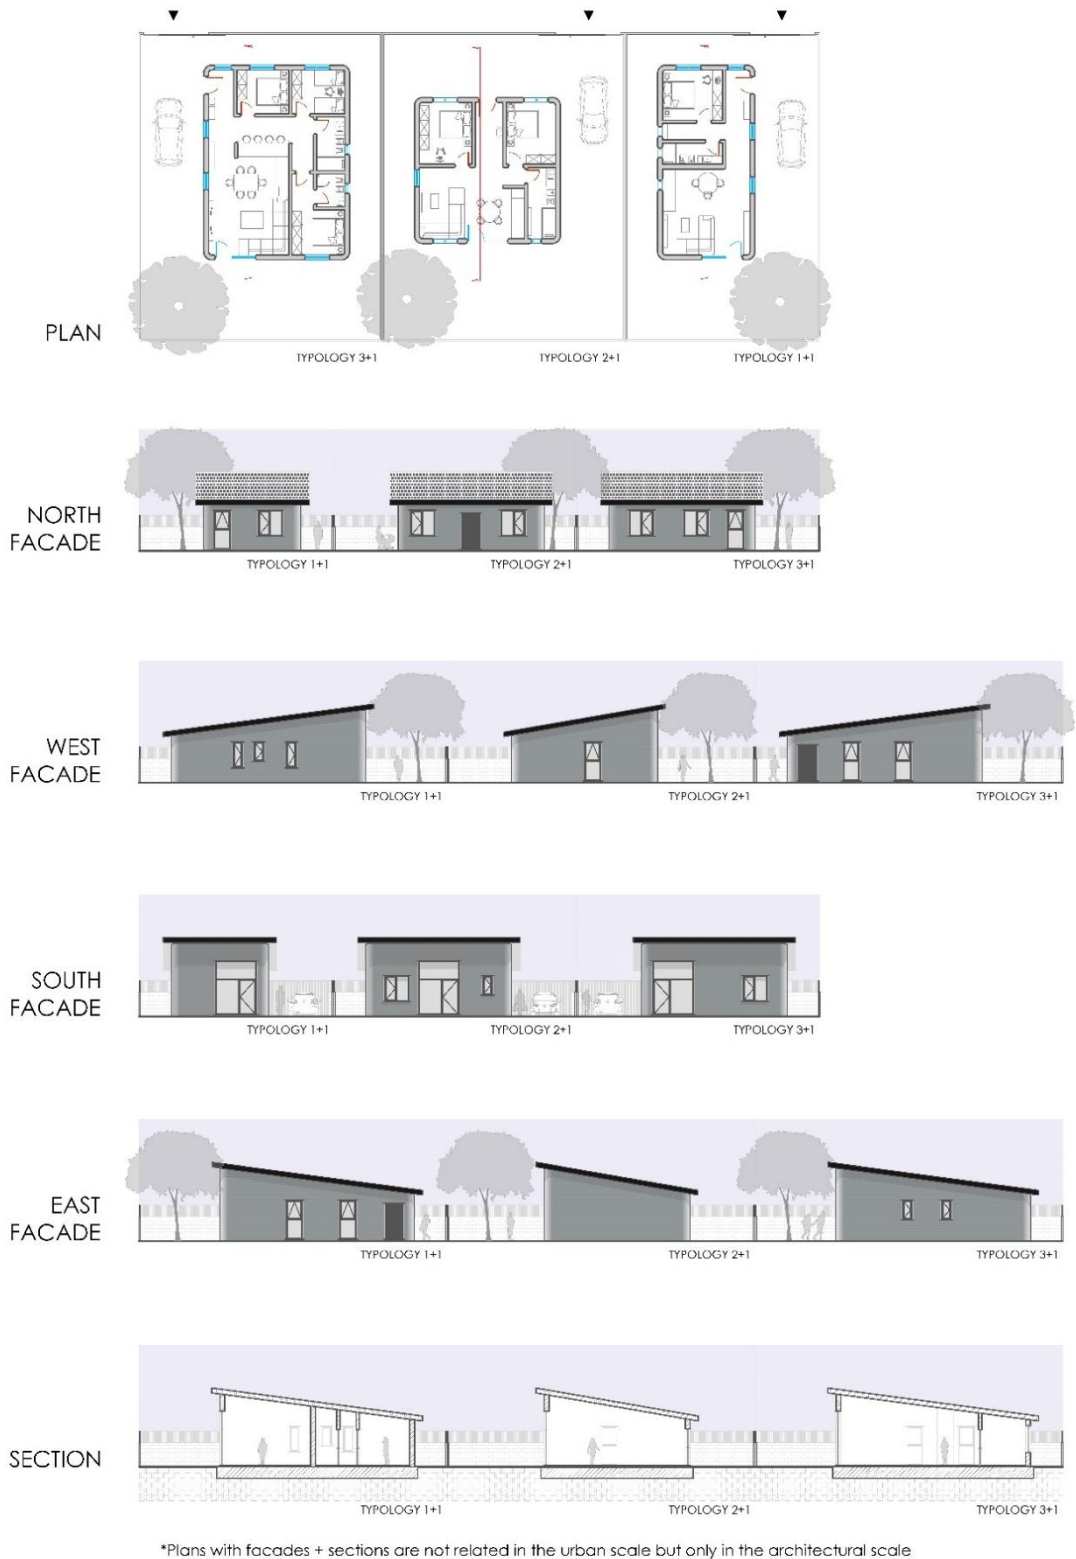 PLAN
TYPOLOGY 3+1
TYPOLOGY 2+1
TYPOLOGY 1+1
NORTH
FACADE
TYPOLOGY 1+1
TYPOLOGY 2+1
TYPOLOGY 3+1
WEST
FACADE
TYPOLOGY 1+1
TYPOLOGY 2+1
TYPOLOGY 3+1
SOUTH
FACADE
TYPOLOGY 1+1
TYPOLOGY 2+1
TYPOLOGY 3+1
EAST
FACADE
TYPOLOGY 1+1
TYPOLOGY 2+1
TYPOLOGY 3+1
SECTION
TYPOLOGY 1+1
TYPOLOGY 2+1
TYPOLOGY 3+1
*Plans with facades + sections are not related in the urban scale but only in the architectural scale